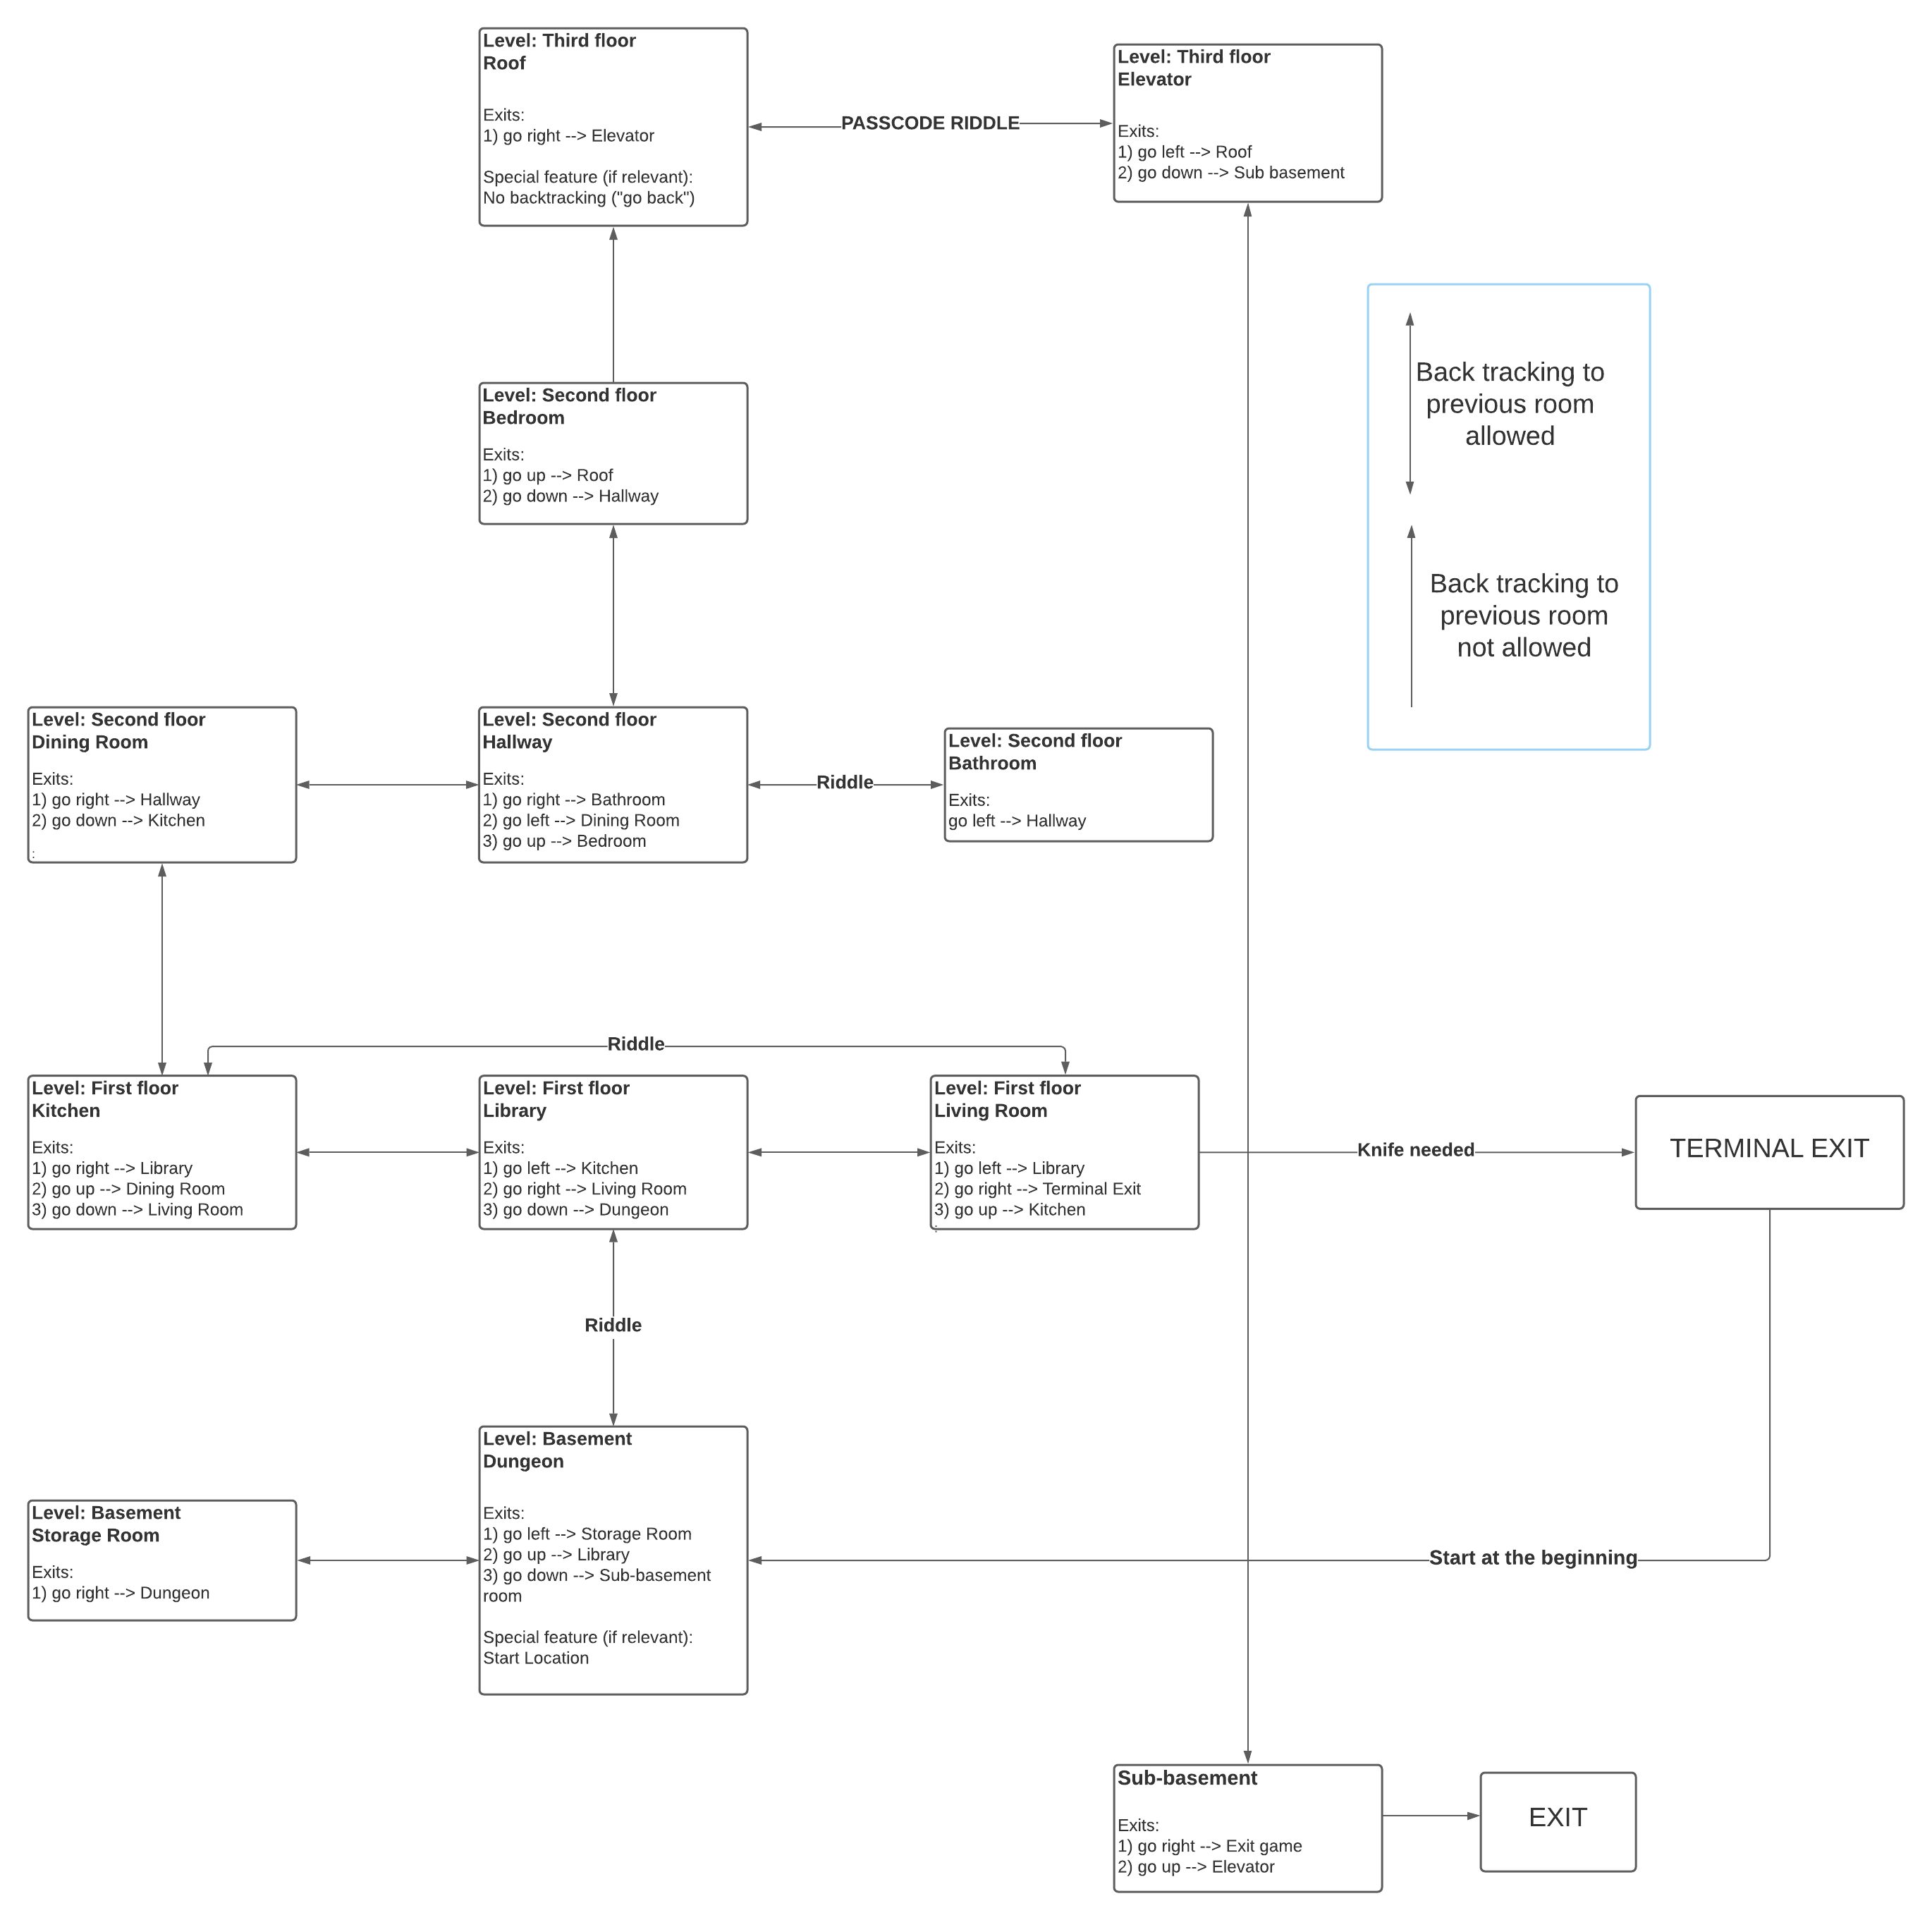 Level: Third floor
Roof
Exits:
1) go right --> Elevator
Special feature (if relevant):
No backtracking ("go back")
PASSCODE RIDDLE
Level: Third floor
Elevator
Exits:
1) go left --> Roof
2) go down --> Sub basement
Back tracking to
previous room
allowed
Back tracking to
previous room
not allowed
Level: Second floor
Bedroom
Exits:
1) go up --> Roof
2) go down --> Hallway
Level: Second floor
Dining Room
Exits:
1) go right --> Hallway
2) go down --> Kitchen
:
Level: Second floor
Hallway
Exits:
1) go right --> Bathroom
2) go left --> Dining Room
3) go up --> Bedroom
Riddle
Level: Second floor
Bathroom
Exits:
go left --> Hallway
Riddle
Level: First floor
Kitchen
Exits:
1) go right --> Library
2) go up --> Dining Room
3) go down --> Living Room
Level: First floor
Library
Exits:
1) go left --> Kitchen
2) go right --> Living Room
3) go down --> Dungeon
Level: First floor
Living Room
Exits:
1) go left --> Library
2) go right --> Terminal Exit
3) go up --> Kitchen
:
Knife needed
TERMINAL EXIT
Riddle
Level: Basement
Storage Room
Exits:
1) go right --> Dungeon
Level: Basement
Dungeon
Exits:
1) go left --> Storage Room
2) go up --> Library
3) go down --> Sub-basement
room
Special feature (if relevant):
Start Location
Start at the beginning
Sub-basement
Exits:
1) go right --> Exit game
2) go up --> Elevator
EXIT